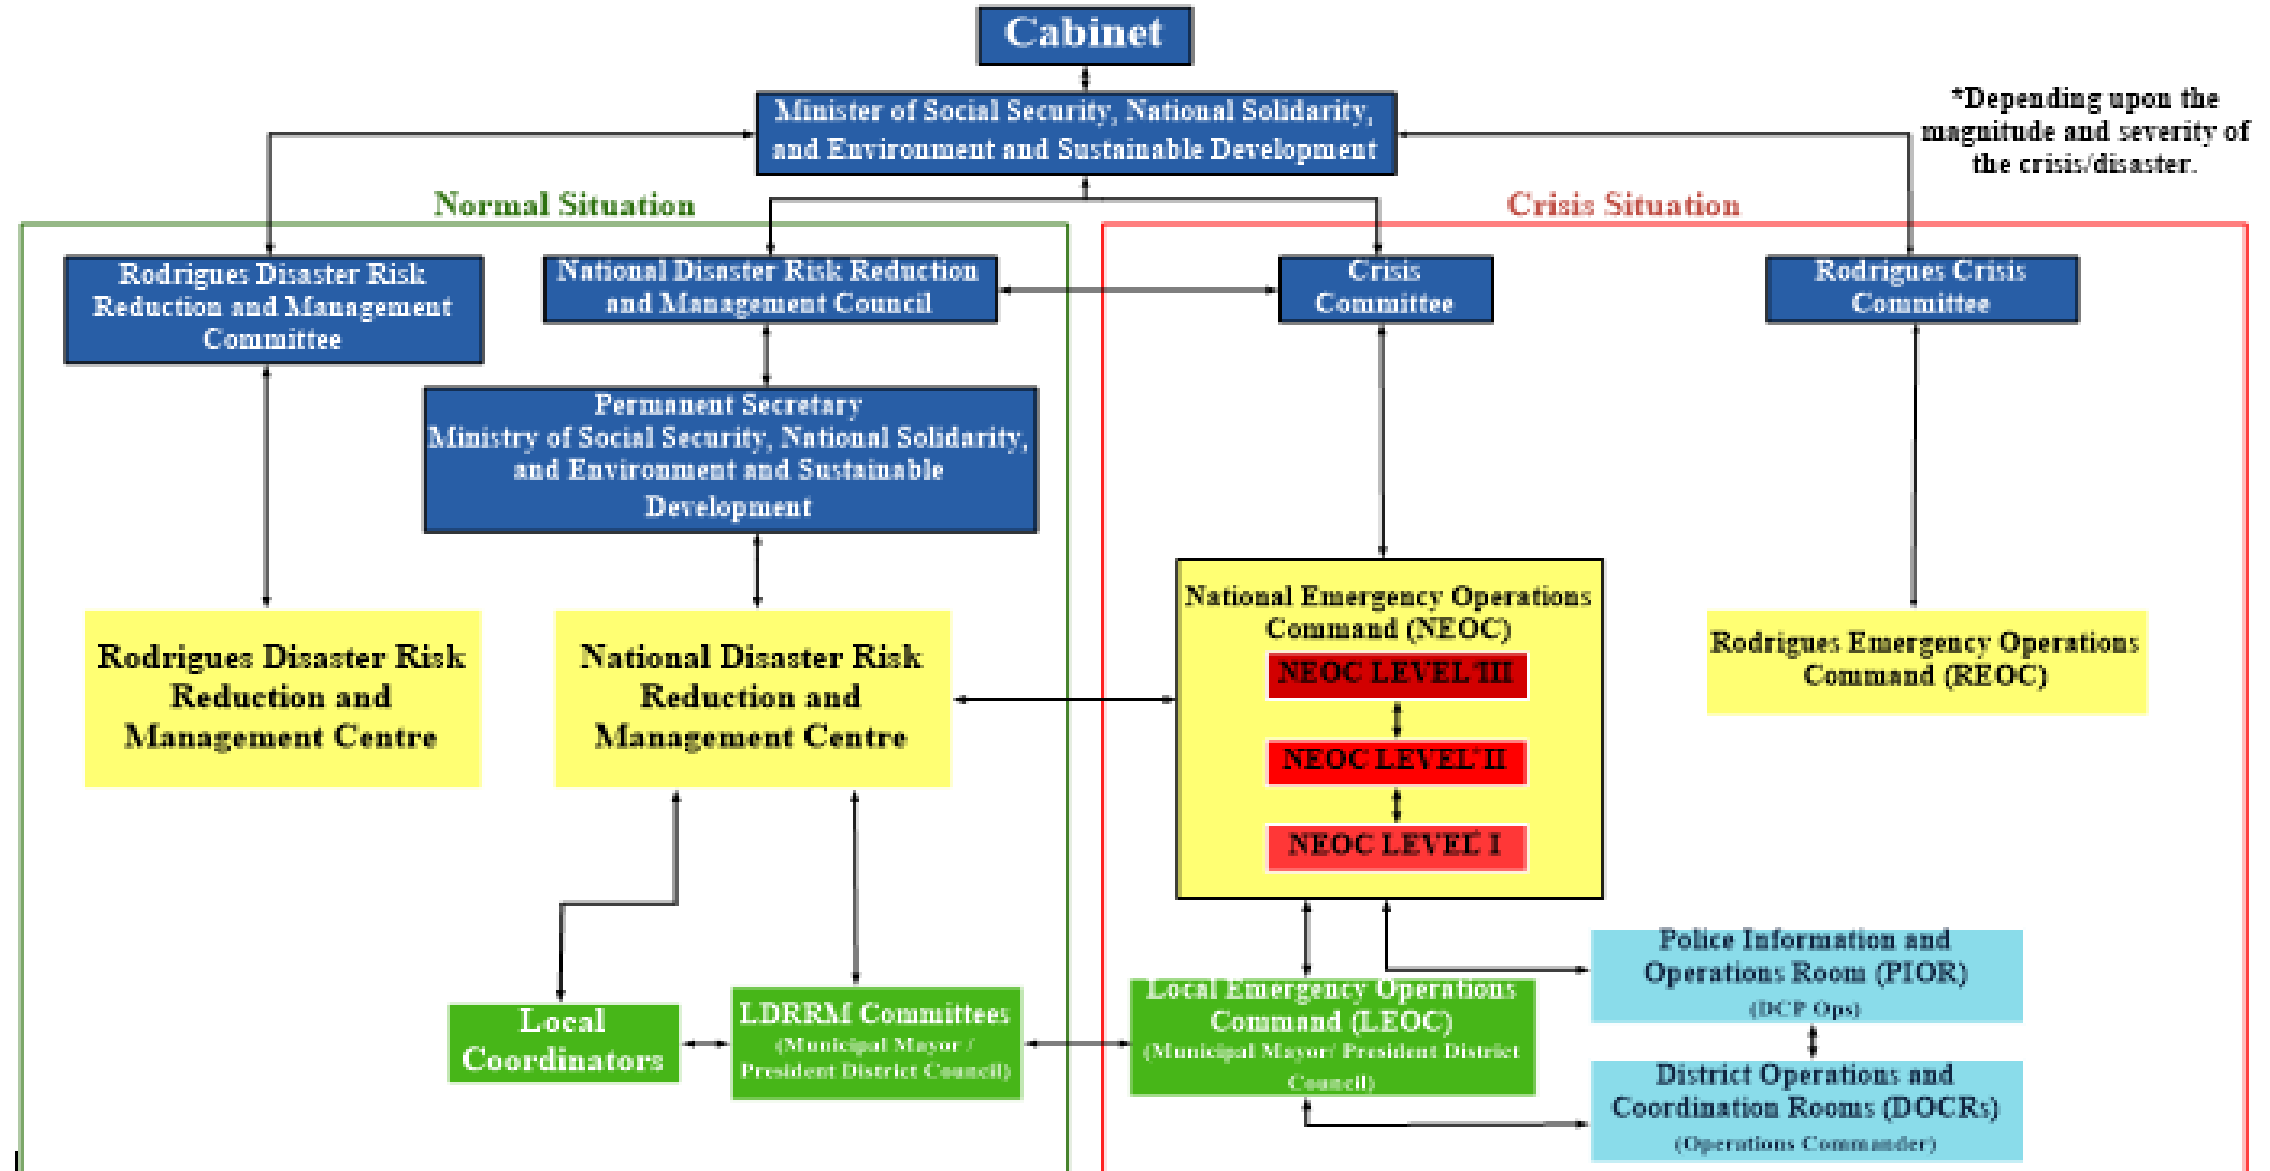 Cabinet
Minister of Social Security, National Solidarity,
and Environment and Sustainable Development
*Depending upon the
magnitude and severity of
the crisis/disaster.
Normal Situation
Crisis Situation
Rodrigues Disaster Risk
Reduction and Management
Committee
National Disaster Risk Reduction
and Management Council
Crisis
Committee
Rodrigues Crisis
Committee
Permanent Secretary
Ministry of Social Security, National Solidarity,
and Environment and Sustainable
Development
Rodrigues Disaster Risk
Reduction and
Management Centre
National Disaster Risk
Reduction and
Management Centre
National Emergency Operations
Command (NEOC)
NEOC LEVEL*III
NEOC LEVEL*II
NEOC LEVEL* I
Rodrigues Emergency Operations
Command (REOC)
Local
Coordinators
LDRRM Committees
(Municipal Mayor /
President District Council)
Local Emergency Operations
Command (LEOC)
(Municipal Mayor/ President District
Council)
Police Information and
Operations Room (PIOR)
(DCP Ops)
District Operations and
Coordination Rooms (DOCRs)
(Operations Commander)